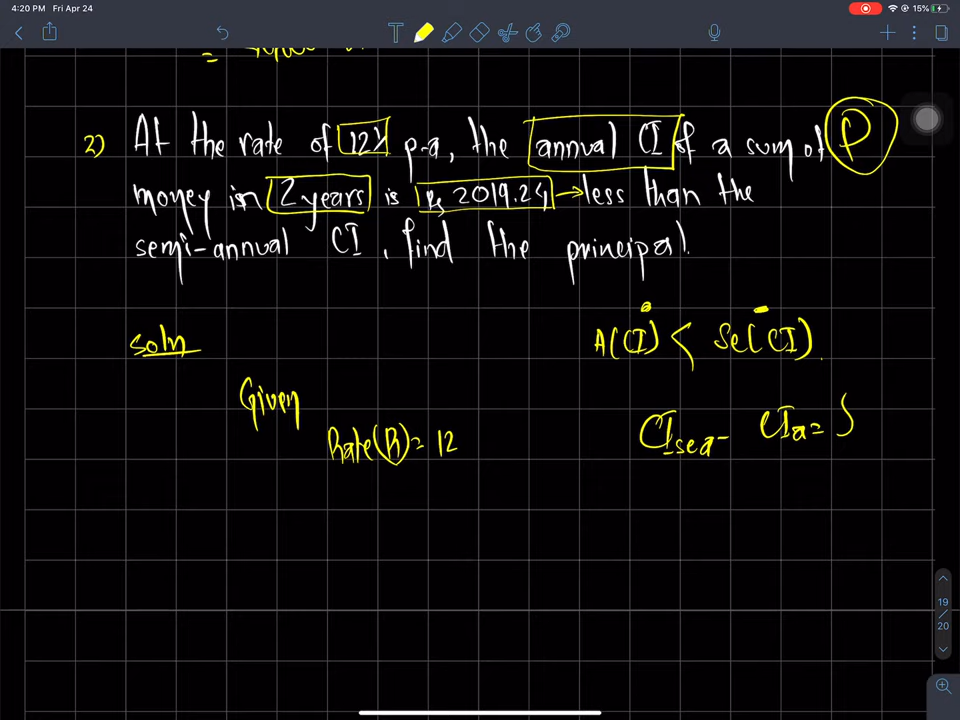 4:20 PM Fri Apr 24
15%
T
=
2) At the rate of 12% p.a, the annual CI of a sum of P
money in 2 years is Rs 2019.24 → less than the
semi-annual CI, find the principal.
soln
A(CI) < Se(CI)
Given
Rate(R) = 12
CIsea - CIa =
19
20